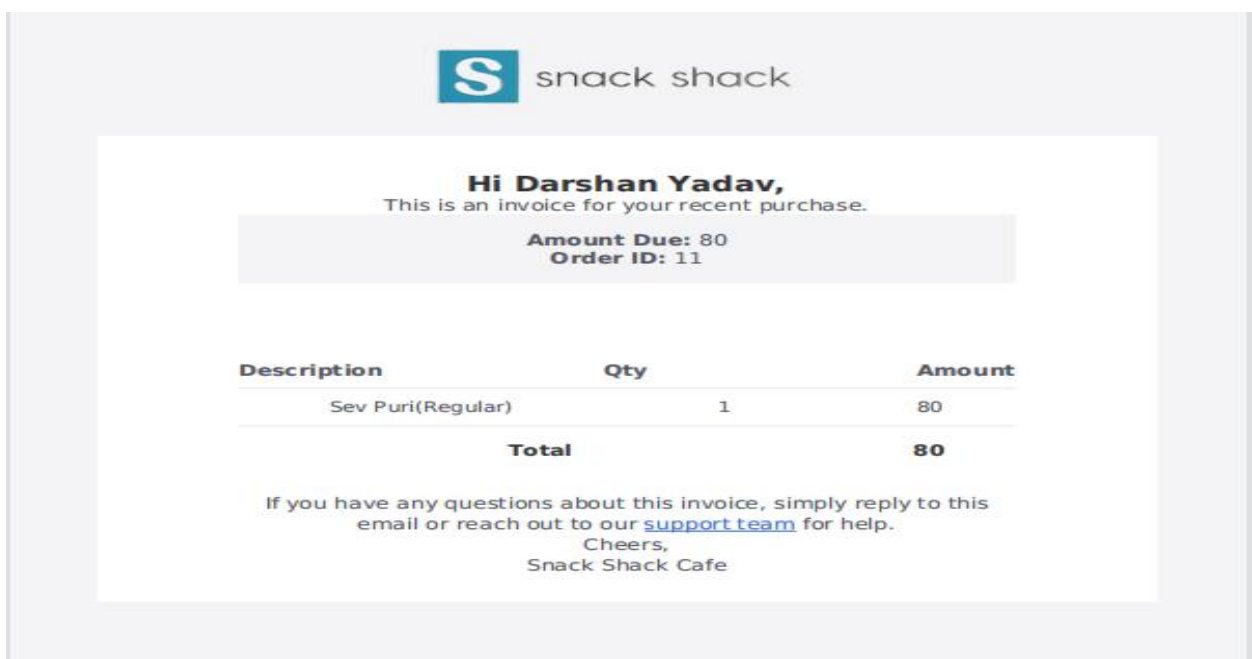 S snack shack
Hi Darshan Yadav,
This is an invoice for your recent purchase.
Amount Due: 80
Order ID: 11
Description Qty Amount
Sev Puri(Regular) 1 80
Total 80
If you have any questions about this invoice, simply reply to this
email or reach out to our support team for help.
Cheers,
Snack Shack Cafe